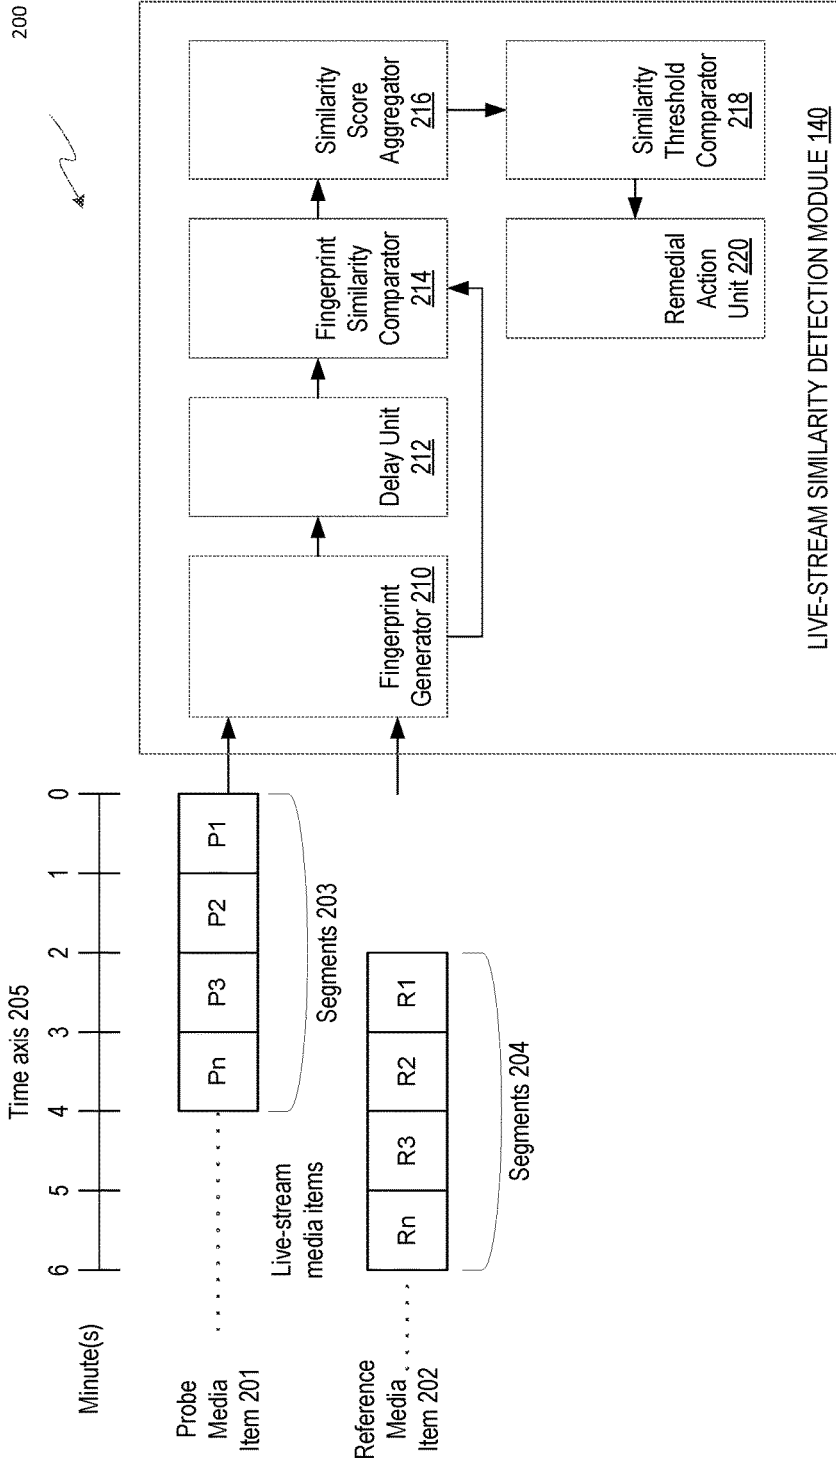 200
Time axis 205
Minute(s)
6
5
4
3
2
1
0
Probe
Media
Item 201
Pn
P3
P2
P1
Segments 203
Live-stream
media items
Reference
Media
Item 202
Rn
R3
R2
R1
Segments 204
Fingerprint
Generator 210
Delay Unit
212
Fingerprint
Similarity
Comparator
214
Similarity
Score
Aggregator
216
Similarity
Threshold
Comparator
218
Remedial
Action
Unit 220
LIVE-STREAM SIMILARITY DETECTION MODULE 140